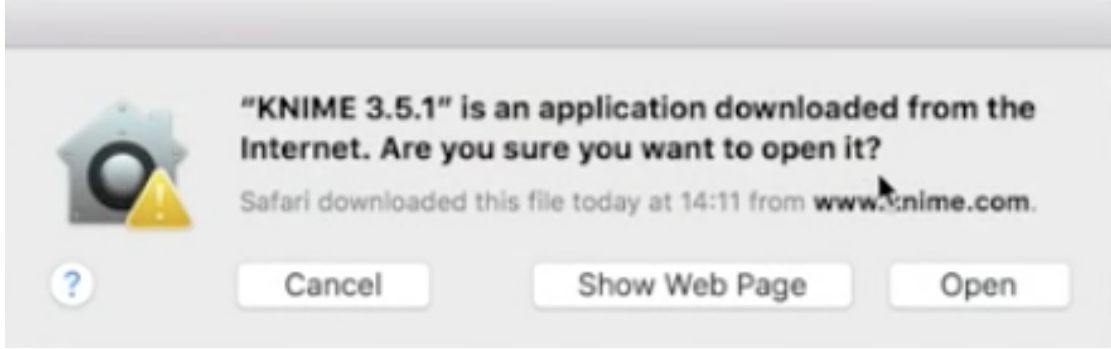 "KNIME 3.5.1" is an application downloaded from the
Internet. Are you sure you want to open it?
Safari downloaded this file today at 14:11 from www.knime.com.
?
Cancel
Show Web Page
Open